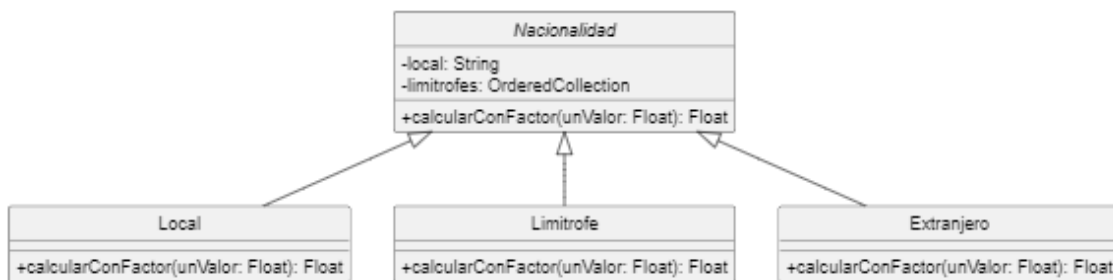 Nacionalidad
-local: String
-limitrofes: OrderedCollection
+calcularConFactor(unValor: Float): Float
Local
+calcularConFactor(unValor: Float): Float
Limitrofe
+calcularConFactor(unValor: Float): Float
Extranjero
+calcularConFactor(unValor: Float): Float